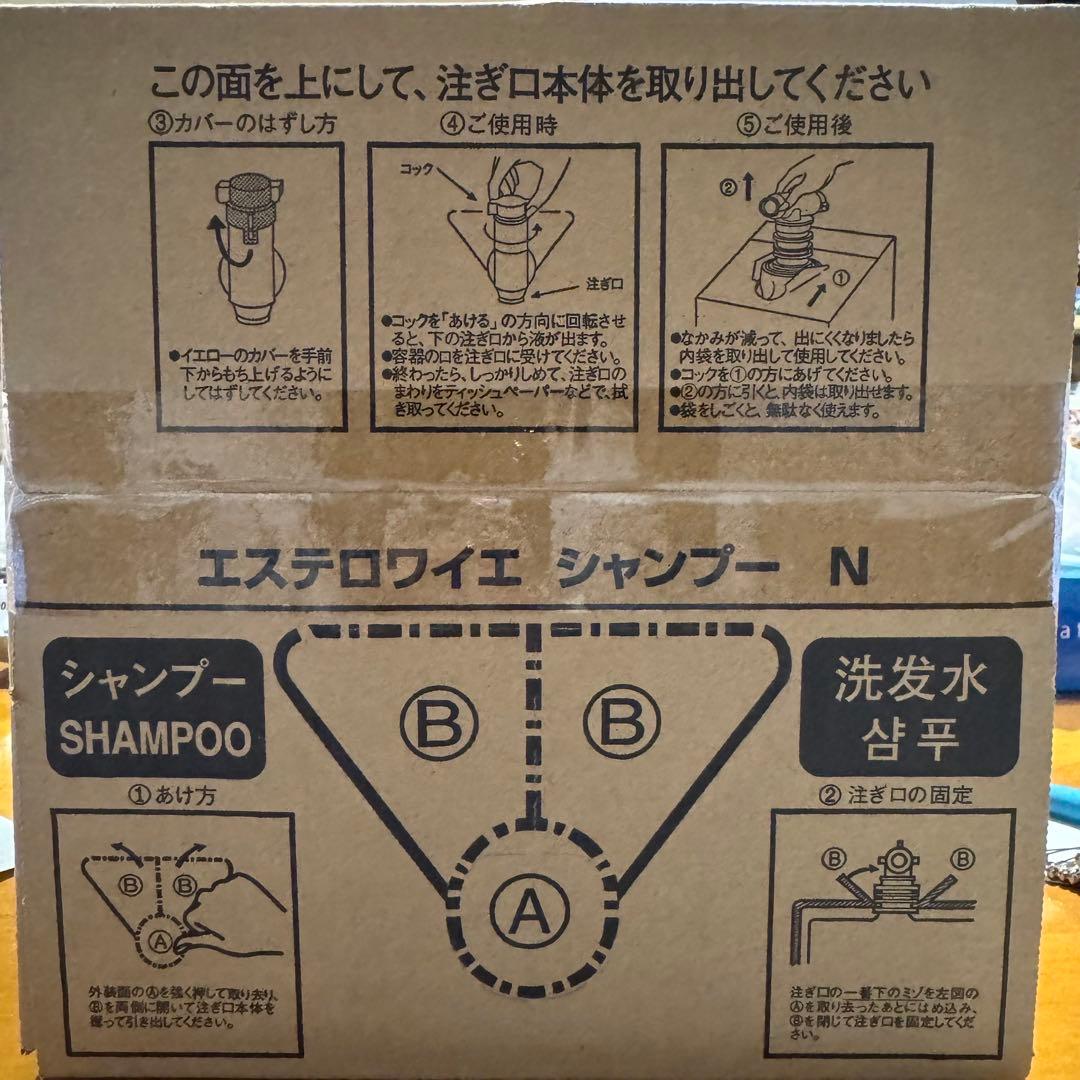 この面を上にして、注ぎ口本体を取り出してください
③カバーのはずし方
●イエローのカバーを手前
下からもち上げるように
してはずしてください。
④ご使用時
コック
注ぎ口
●コックを「あける」の方向に回転させ
ると、下の注ぎ口から液が出ます。
●容器の口を注ぎ口に受けてください。
●終わったら、しっかりしめて、注ぎ口の
まわりをティッシュペーパーなどで、拭
き取ってください。
⑤ご使用後
②
①
●なかみが減って、出にくくなりましたら
内袋を取り出して使用してください。
●コックを①の方にあげてください。
●②の方に引くと、内袋は取り出せます。
●袋をしごくと、無駄なく使えます。
エステロワイエ シャンプー N
シャンプー
SHAMPOO
Ⓑ Ⓑ
Ⓐ
洗发水
샴푸
①あけ方
Ⓑ Ⓑ
Ⓐ
外装面のⒶを強く押して取り去り、
Ⓑを両側に開いて注ぎ口本体を
握って引き出してください。
②注ぎ口の固定
Ⓑ Ⓑ
注ぎ口の一番下のミゾを左図の
Ⓐを取り去ったあとにはめ込み、
Ⓑを閉じて注ぎ口を固定してくだ
さい。